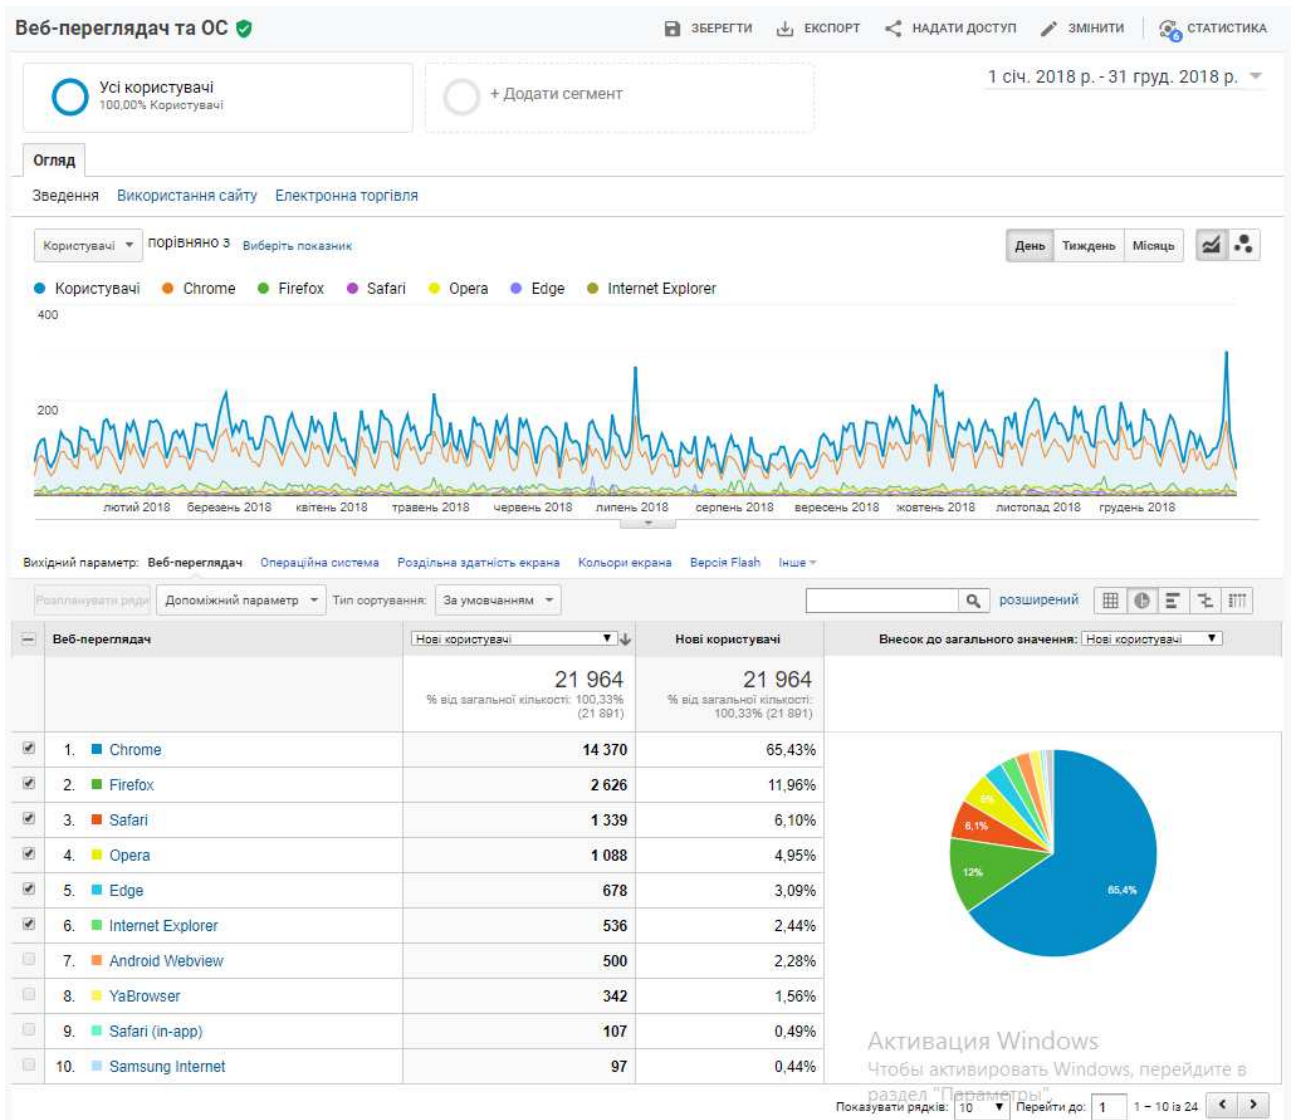 Веб-переглядач та ОС
ЗБЕРЕГТИ ЕКСПОРТ НАДАТИ ДОСТУП ЗМІНИТИ 6 СТАТИСТИКА
Усі користувачі
100,00% Користувачі
+ Додати сегмент
1 січ. 2018 р. - 31 груд. 2018 р.
Огляд
Зведення Використання сайту Електронна торгівля
Користувачі порівняно з Виберіть показник
День Тиждень Місяць
Користувачі Chrome Firefox Safari Opera Edge Internet Explorer
400
200
лютий 2018 березень 2018 квітень 2018 травень 2018 червень 2018 липень 2018 серпень 2018 вересень 2018 жовтень 2018 листопад 2018 грудень 2018
Вихідний параметр: Веб-переглядач Операційна система Роздільна здатність екрана Кольори екрана Версія Flash Інше
Розпланувати ряди Допоміжний параметр Тип сортування: За умовчанням розширений
Веб-переглядач Нові користувачі Нові користувачі Внесок до загального значення: Нові користувачі
21 964 21 964
% від загальної кількості: 100,33% (21 891) % від загальної кількості: 100,33% (21 891)
1. Chrome 14 370 65,43%
2. Firefox 2 626 11,96%
3. Safari 1 339 6,10%
4. Opera 1 088 4,95%
5. Edge 678 3,09%
6. Internet Explorer 536 2,44%
7. Android Webview 500 2,28%
8. YaBrowser 342 1,56%
9. Safari (in-app) 107 0,49%
10. Samsung Internet 97 0,44%
5%
6,1%
12%
65,4%
Активация Windows
Чтобы активировать Windows, перейдите в
раздел "Параметры".
Показувати рядків: 10 Перейти до: 1 1 – 10 із 24